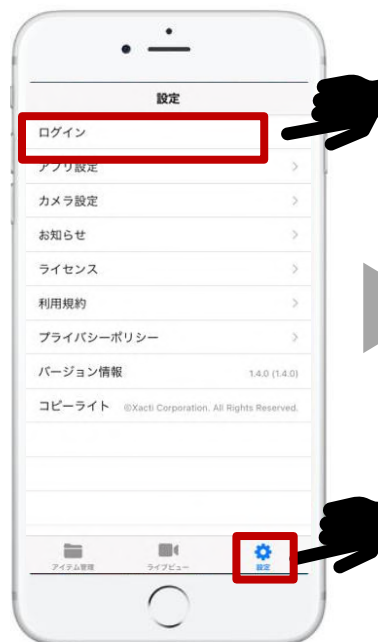 設定
ログイン
アプリ設定
カメラ設定
お知らせ
ライセンス
利用規約
プライバシーポリシー
バージョン情報 1.4.0 (1.4.0)
コピーライト ©Xacti Corporation. All Rights Reserved.
アイテム管理 ライブビュー 設定